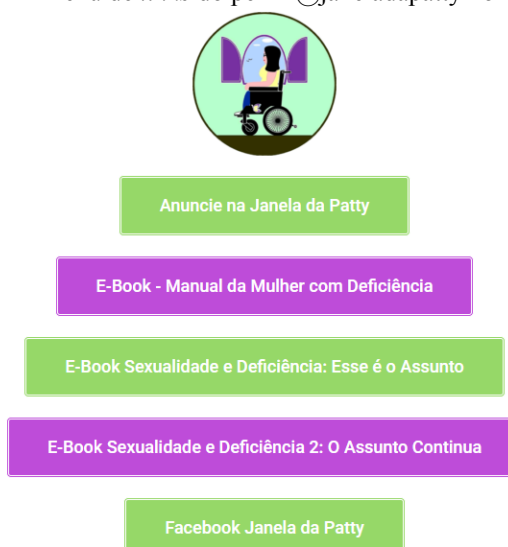 Anuncie na Janela da Patty
E-Book - Manual da Mulher com Deficiência
E-Book Sexualidade e Deficiência: Esse é o Assunto
E-Book Sexualidade e Deficiência 2: O Assunto Continua
Facebook Janela da Patty